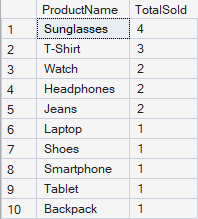 ProductName TotalSold
1 Sunglasses 4
2 T-Shirt 3
3 Watch 2
4 Headphones 2
5 Jeans 2
6 Laptop 1
7 Shoes 1
8 Smartphone 1
9 Tablet 1
10 Backpack 1